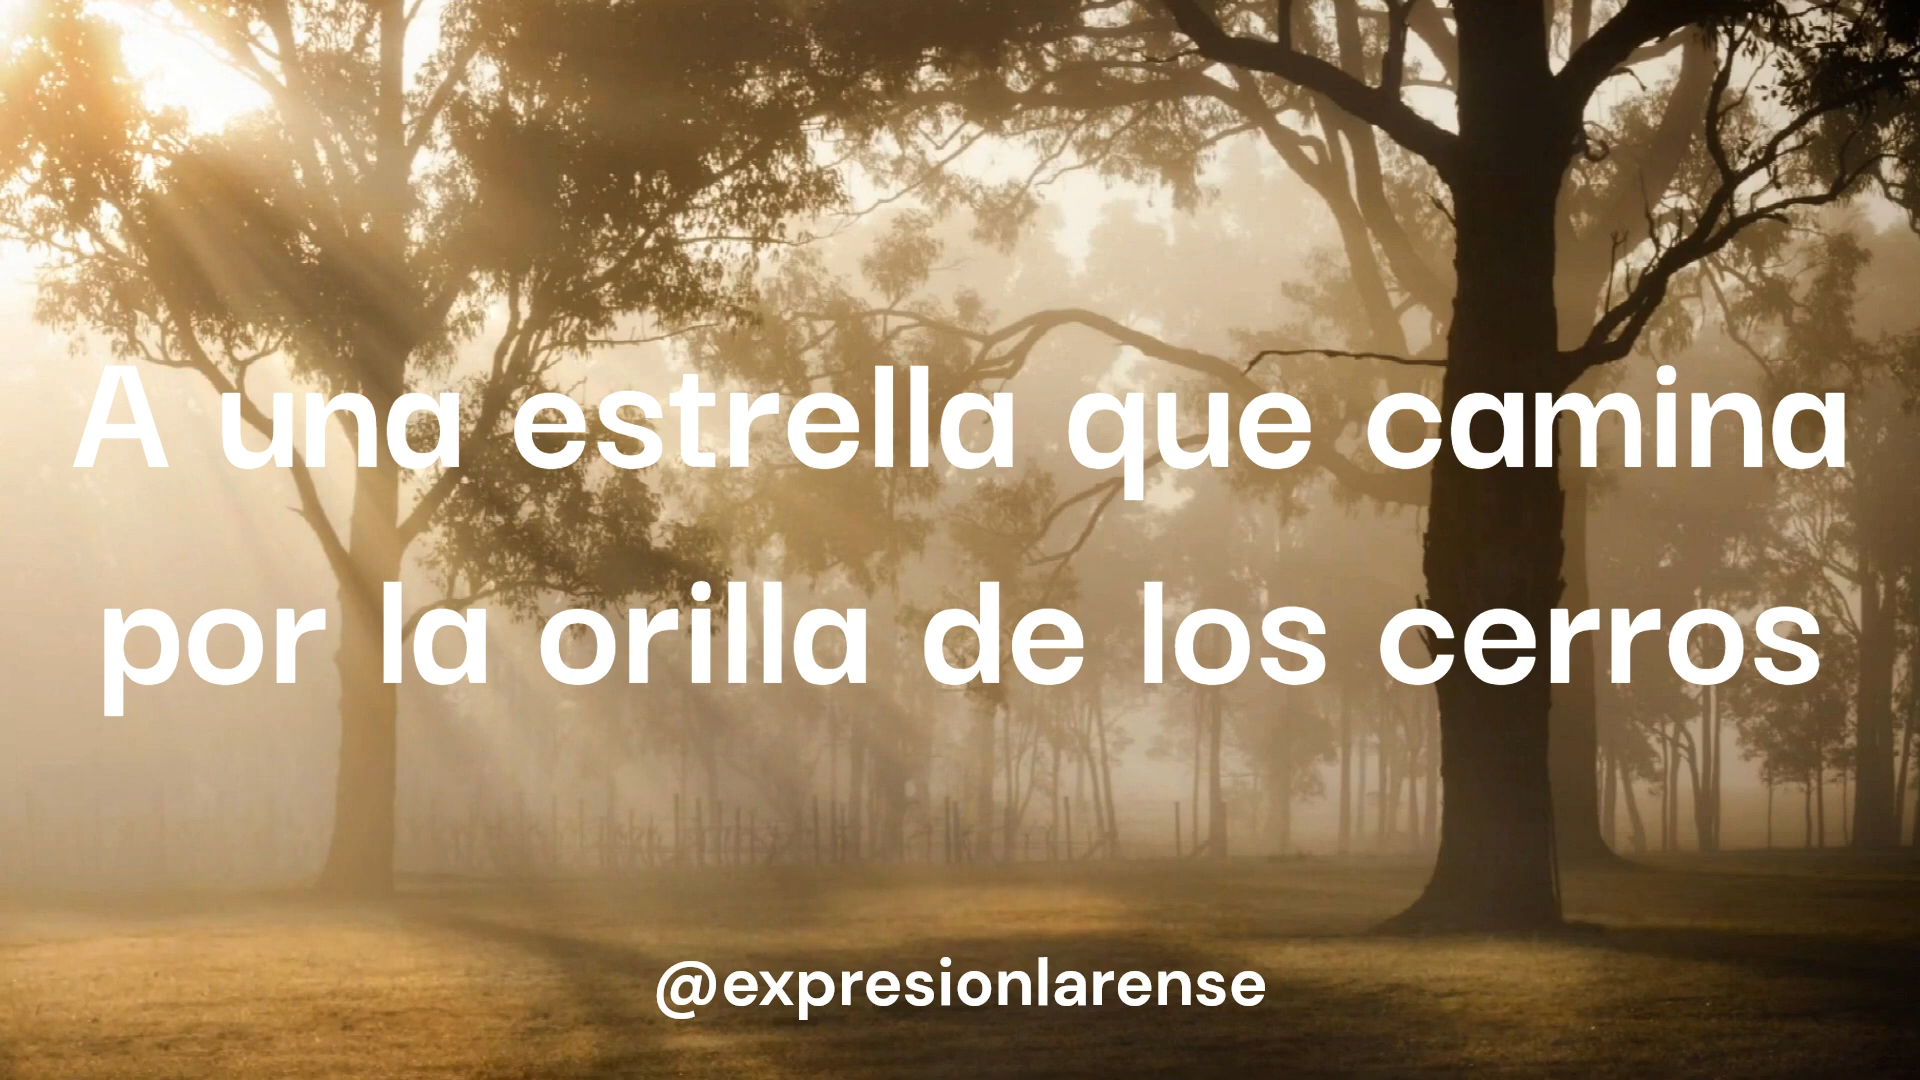 A una estrella que camina
por la orilla de los cerros
@expresionlarense